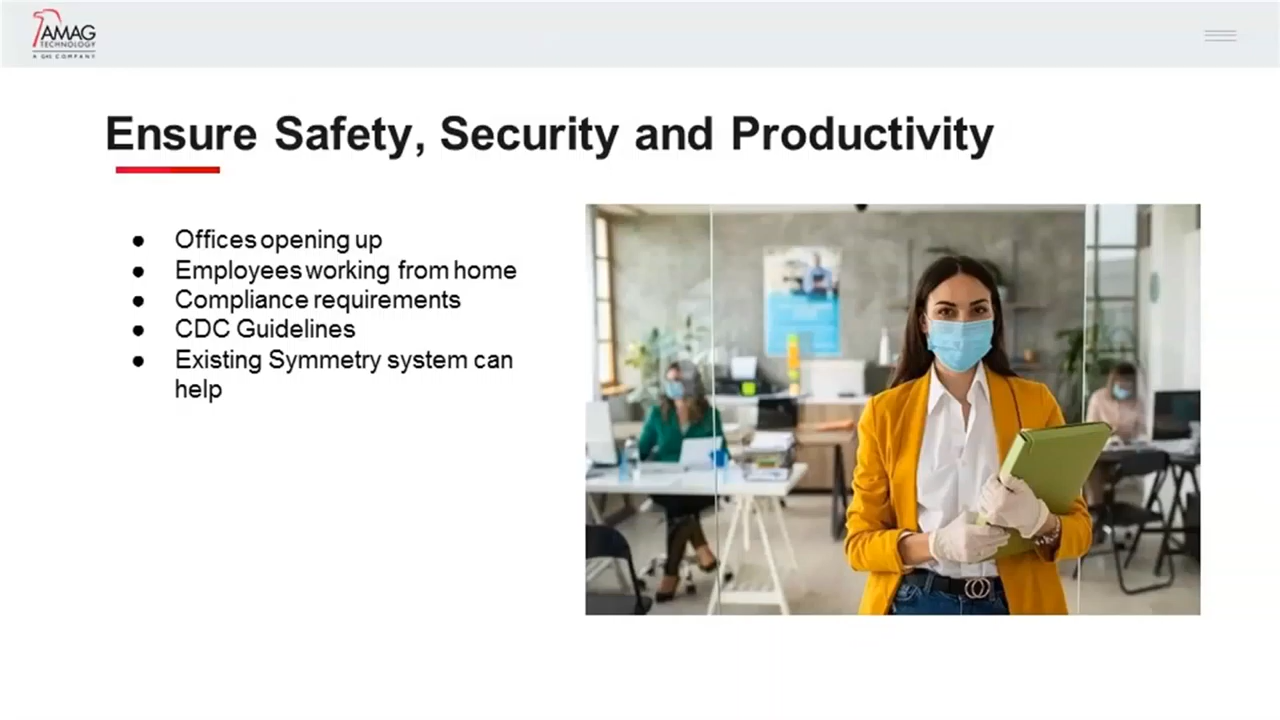 AMAG
TECHNOLOGY
A G4S COMPANY
Ensure Safety, Security and Productivity
● Offices opening up
● Employees working from home
● Compliance requirements
● CDC Guidelines
● Existing Symmetry system can
help